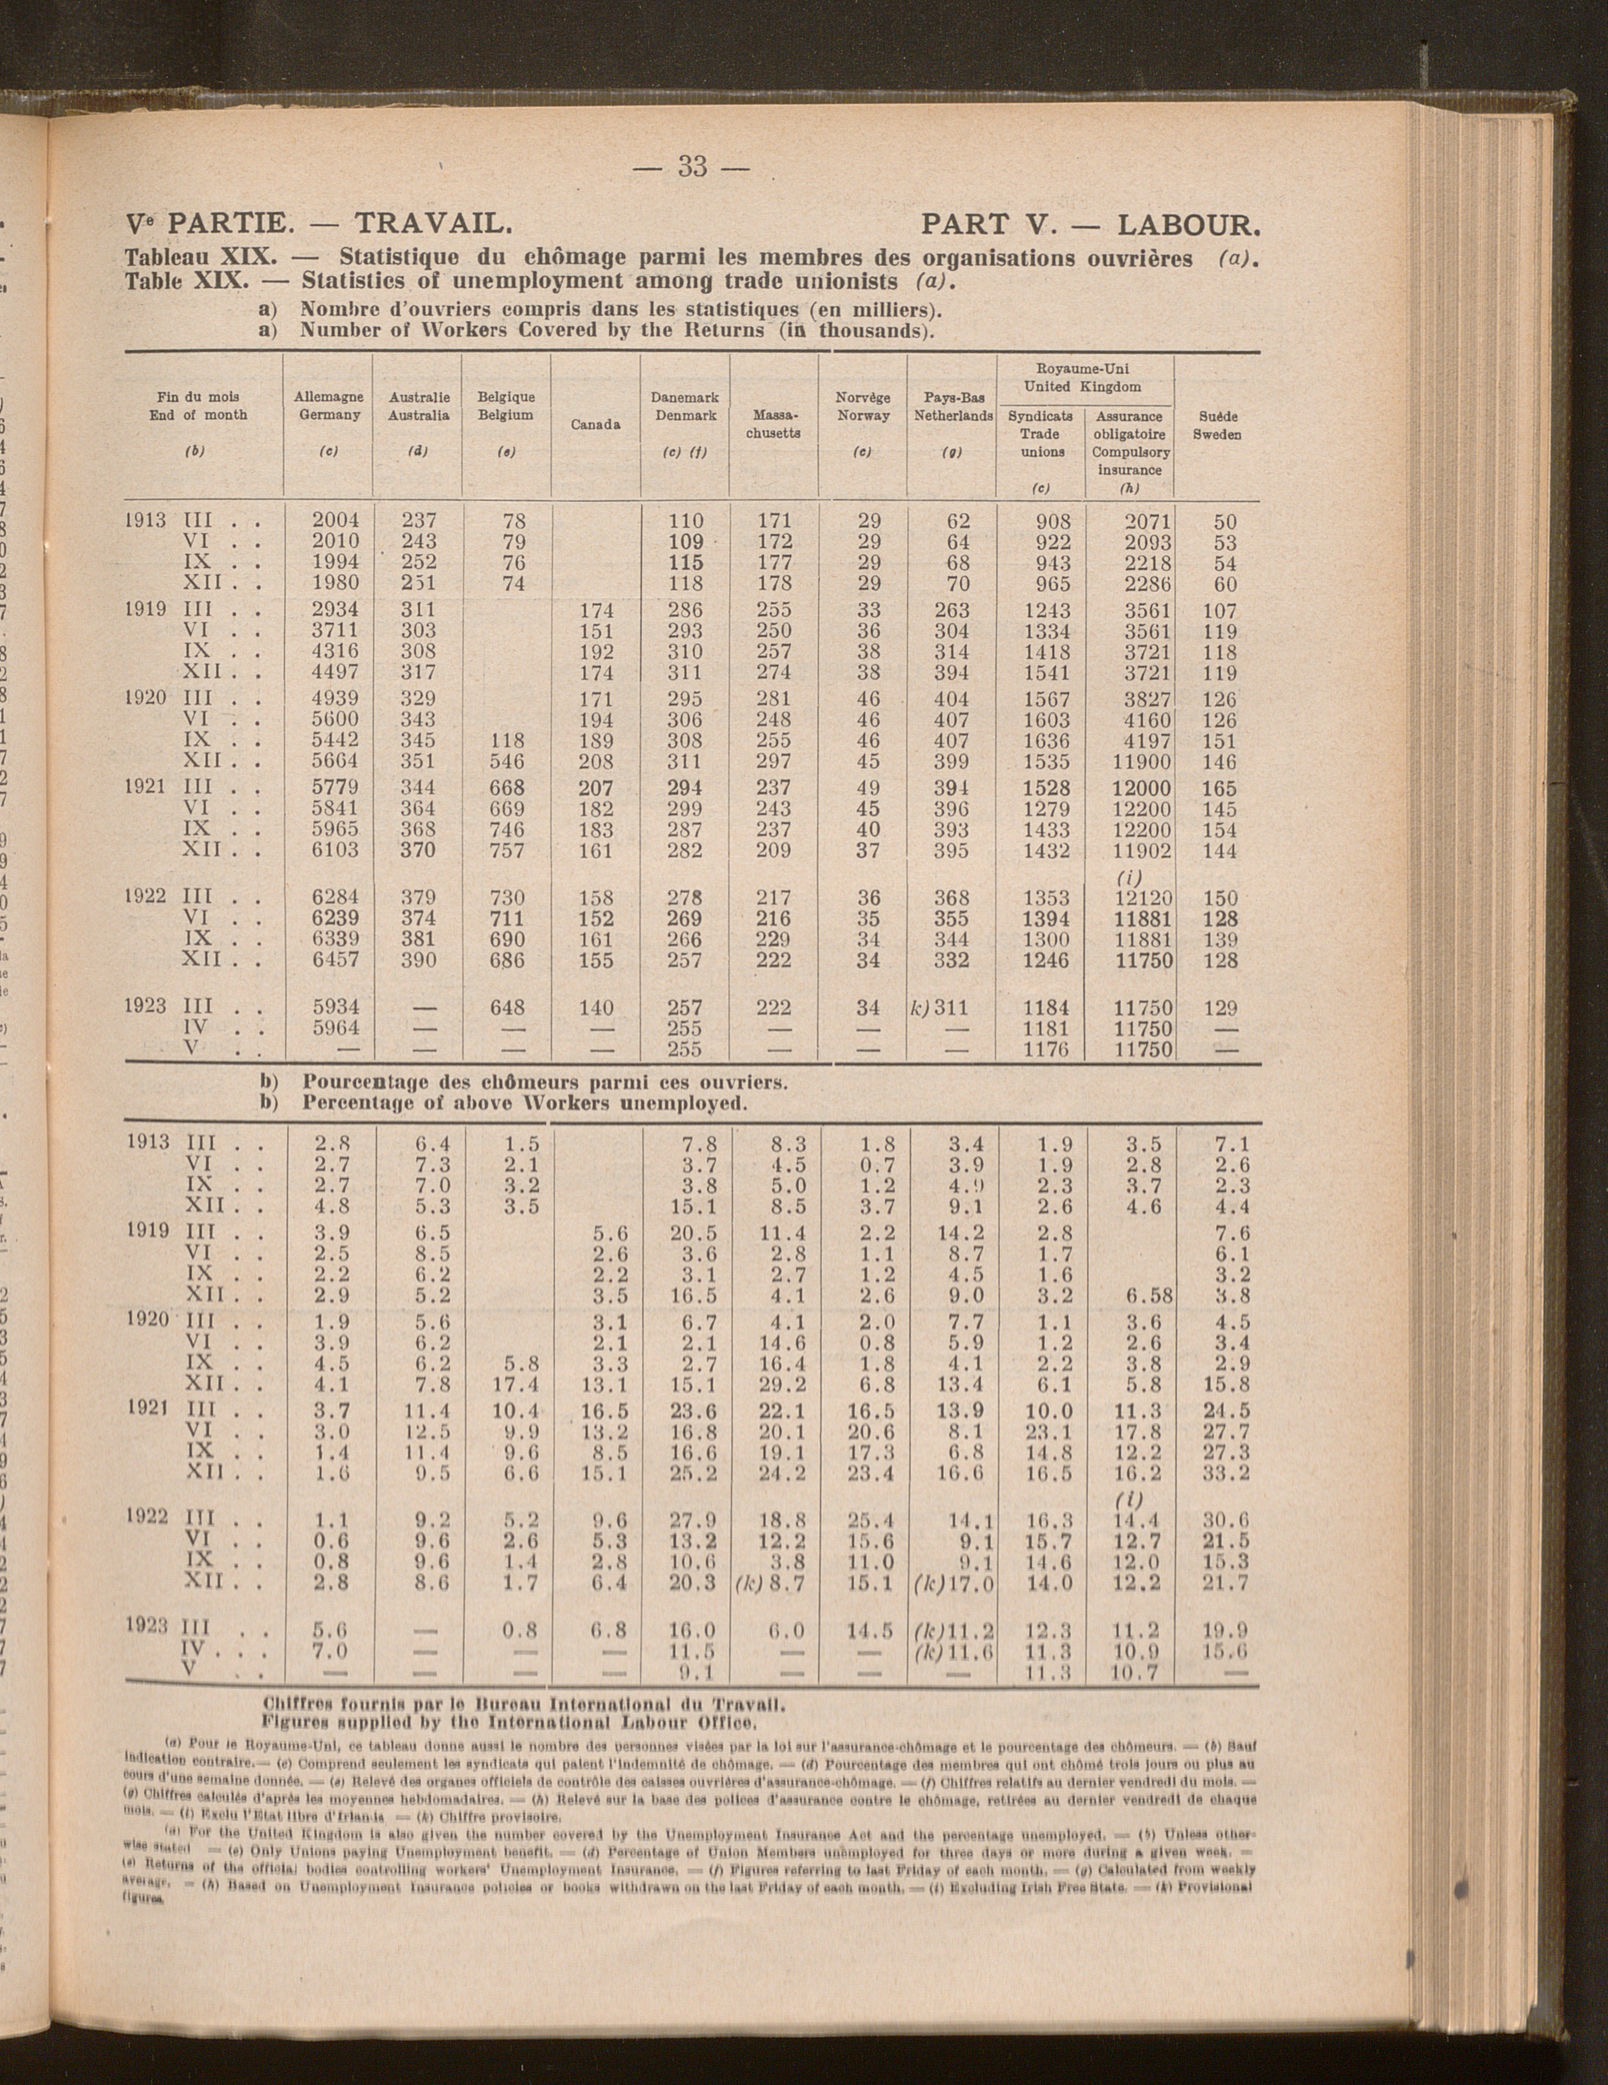 — 33 —
Vᵉ PARTIE. — TRAVAIL. PART V. — LABOUR.
Tableau XIX. — Statistique du chômage parmi les membres des organisations ouvrières (a).
Table XIX. — Statistics of unemployment among trade unionists (a).
a) Nombre d'ouvriers compris dans les statistiques (en milliers).
a) Number of Workers Covered by the Returns (in thousands).
Royaume-Uni
United Kingdom
Fin du mois Allemagne Australie Belgique Danemark Norvège Pays-Bas
End of month Germany Australia Belgium Canada Denmark Massa- Norway Netherlands Syndicats Assurance Suède
chusetts Trade obligatoire Sweden
(b) (c) (d) (e) (c) (f) (c) (g) unions Compulsory
insurance
(c) (h)
1913 III . . 2004 237 78 110 171 29 62 908 2071 50
VI . . 2010 243 79 109 172 29 64 922 2093 53
IX . . 1994 252 76 115 177 29 68 943 2218 54
XII . . 1980 251 74 118 178 29 70 965 2286 60
1919 III . . 2934 311 174 286 255 33 263 1243 3561 107
VI . . 3711 303 151 293 250 36 304 1334 3561 119
IX . . 4316 308 192 310 257 38 314 1418 3721 118
XII . . 4497 317 174 311 274 38 394 1541 3721 119
1920 III . . 4939 329 171 295 281 46 404 1567 3827 126
VI . . 5600 343 194 306 248 46 407 1603 4160 126
IX . . 5442 345 118 189 308 255 46 407 1636 4197 151
XII . . 5664 351 546 208 311 297 45 399 1535 11900 146
1921 III . . 5779 344 668 207 294 237 49 394 1528 12000 165
VI . . 5841 364 669 182 299 243 45 396 1279 12200 145
IX . . 5965 368 746 183 287 237 40 393 1433 12200 154
XII . . 6103 370 757 161 282 209 37 395 1432 11902 144
(i)
1922 III . . 6284 379 730 158 278 217 36 368 1353 12120 150
VI . . 6239 374 711 152 269 216 35 355 1394 11881 128
IX . . 6339 381 690 161 266 229 34 344 1300 11881 139
XII . . 6457 390 686 155 257 222 34 332 1246 11750 128
1923 III . . 5934 — 648 140 257 222 34 k) 311 1184 11750 129
IV . . 5964 — — — 255 — — — 1181 11750 —
V . . — — — — 255 — — — 1176 11750 —
b) Pourcentage des chômeurs parmi ces ouvriers.
b) Percentage of above Workers unemployed.
1913 III . . 2.8 6.4 1.5 7.8 8.3 1.8 3.4 1.9 3.5 7.1
VI . . 2.7 7.3 2.1 3.7 4.5 0.7 3.9 1.9 2.8 2.6
IX . . 2.7 7.0 3.2 3.8 5.0 1.2 4.9 2.3 3.7 2.3
XII . . 4.8 5.3 3.5 15.1 8.5 3.7 9.1 2.6 4.6 4.4
1919 III . . 3.9 6.5 5.6 20.5 11.4 2.2 14.2 2.8 7.6
VI . . 2.5 8.5 2.6 3.6 2.8 1.1 8.7 1.7 6.1
IX . . 2.2 6.2 2.2 3.1 2.7 1.2 4.5 1.6 3.2
XII . . 2.9 5.2 3.5 16.5 4.1 2.6 9.0 3.2 6.58 3.8
1920 III . . 1.9 5.6 3.1 6.7 4.1 2.0 7.7 1.1 3.6 4.5
VI . . 3.9 6.2 2.1 2.1 14.6 0.8 5.9 1.2 2.6 3.4
IX . . 4.5 6.2 5.8 3.3 2.7 16.4 1.8 4.1 2.2 3.8 2.9
XII . . 4.1 7.8 17.4 13.1 15.1 29.2 6.8 13.4 6.1 5.8 15.8
1921 III . . 3.7 11.4 10.4 16.5 23.6 22.1 16.5 13.9 10.0 11.3 24.5
VI . . 3.0 12.5 9.9 13.2 16.8 20.1 20.6 8.1 23.1 17.8 27.7
IX . . 1.4 11.4 9.6 8.5 16.6 19.1 17.3 6.8 14.8 12.2 27.3
XII . . 1.6 9.5 6.6 15.1 25.2 24.2 23.4 16.6 16.5 16.2 33.2
(i)
1922 III . . 1.1 9.2 5.2 9.6 27.9 18.8 25.4 14.1 16.3 14.4 30.6
VI . . 0.6 9.6 2.6 5.3 13.2 12.2 15.6 9.1 15.7 12.7 21.5
IX . . 0.8 9.6 1.4 2.8 10.6 3.8 11.0 9.1 14.6 12.0 15.3
XII . . 2.8 8.6 1.7 6.4 20.3 (k) 8.7 15.1 (k) 17.0 14.0 12.2 21.7
1923 III . . 5.6 — 0.8 6.8 16.0 6.0 14.5 (k) 11.2 12.3 11.2 19.9
IV . . . 7.0 — — — 11.5 — — (k) 11.6 11.3 10.9 15.6
V . . — — — — 9.1 — — — 11.3 10.7 —
Chiffres fournis par le Bureau International du Travail.
Figures supplied by the International Labour Office.
(a) Pour le Royaume-Uni, ce tableau donne aussi le nombre des personnes visées par la loi sur l'assurance-chômage et le pourcentage des chômeurs. — (b) Sauf
indication contraire.— (c) Comprend seulement les syndicats qui paient l'indemnité de chômage. — (d) Pourcentage des membres qui ont chômé trois jours ou plus au
cours d'une semaine donnée. — (e) Relevé des organes officiels de contrôle des caisses ouvrières d'assurance-chômage. — (f) Chiffres relatifs au dernier vendredi du mois. —
(g) Chiffres calculés d'après les moyennes hebdomadaires. — (h) Relevé sur la base des polices d'assurance contre le chômage, retirées au dernier vendredi de chaque
mois. — (i) Exclu l'Etat libre d'Irlande — (k) Chiffre provisoire.
(a) For the United Kingdom is also given the number covered by the Unemployment Insurance Act and the percentage unemployed. — (b) Unless other-
wise stated — (c) Only Unions paying Unemployment benefit. — (d) Percentage of Union Members unemployed for three days or more during a given week. —
(e) Returns of the official bodies controlling workers' Unemployment Insurance. — (f) Figures referring to last Friday of each month. — (g) Calculated from weekly
average. — (h) Based on Unemployment Insurance policies or books withdrawn on the last Friday of each month. — (i) Excluding Irish Free State. — (k) Provisional
figures.